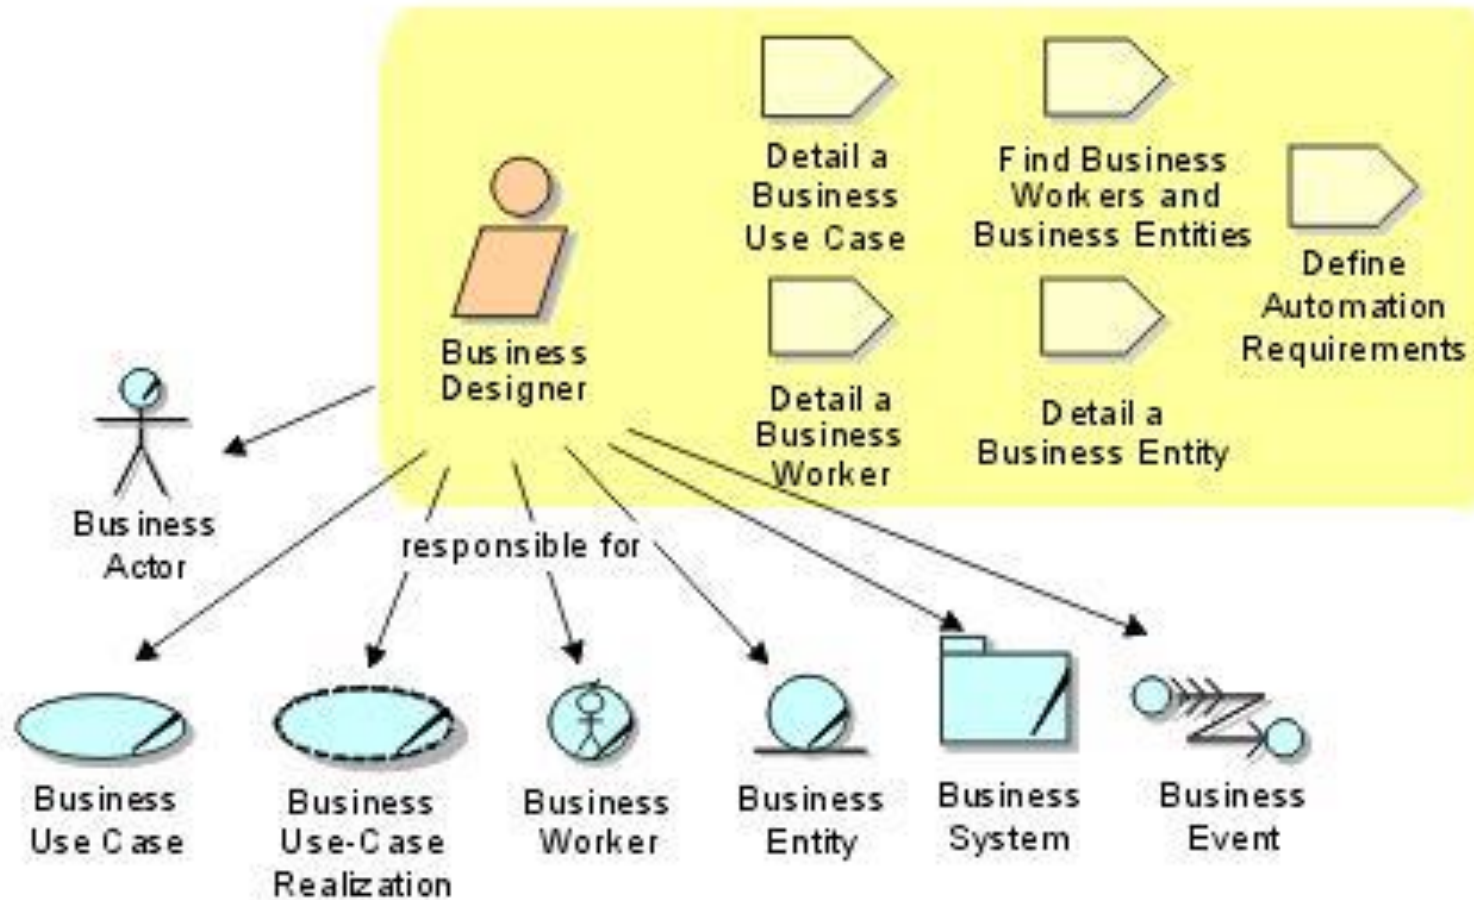 Detail a
Business
Use Case
Find Business
Workers and
Business Entities
Define
Automation
Requirements
Business
Designer
Detail a
Business
Worker
Detail a
Business Entity
Business
Actor
responsible for
Business
Use Case
Business
Use-Case
Realization
Business
Worker
Business
Entity
Business
System
Business
Event